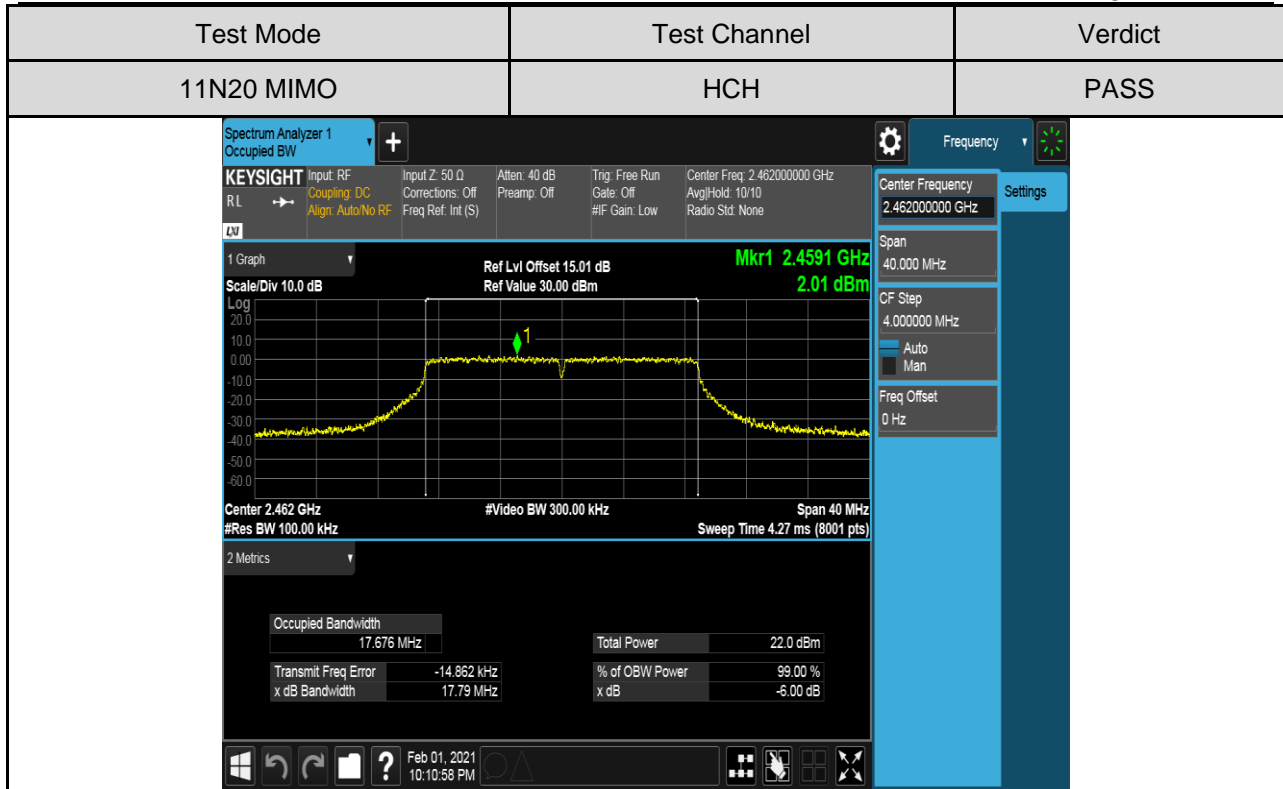 Test Mode Test Channel Verdict
11N20 MIMO HCH PASS
Spectrum Analyzer 1
Occupied BW
+
Frequency
KEYSIGHT Input: RF Input Z: 50 Ω Atten: 40 dB Trig: Free Run Center Freq: 2.462000000 GHz
RL Coupling: DC Corrections: Off Preamp: Off Gate: Off Avg|Hold: 10/10
Align: Auto/No RF Freq Ref: Int (S) #IF Gain: Low Radio Std: None
LXI
Center Frequency
2.462000000 GHz
Settings
Span
40.000 MHz
CF Step
4.000000 MHz
Auto
Man
Freq Offset
0 Hz
1 Graph
Ref Lvl Offset 15.01 dB Mkr1 2.4591 GHz
Scale/Div 10.0 dB Ref Value 30.00 dBm 2.01 dBm
Log
20.0
10.0
0.00
-10.0
-20.0
-30.0
-40.0
-50.0
-60.0
1
Center 2.462 GHz #Video BW 300.00 kHz Span 40 MHz
#Res BW 100.00 kHz Sweep Time 4.27 ms (8001 pts)
2 Metrics
Occupied Bandwidth
17.676 MHz Total Power 22.0 dBm
Transmit Freq Error -14.862 kHz % of OBW Power 99.00 %
x dB Bandwidth 17.79 MHz x dB -6.00 dB
? Feb 01, 2021
10:10:58 PM